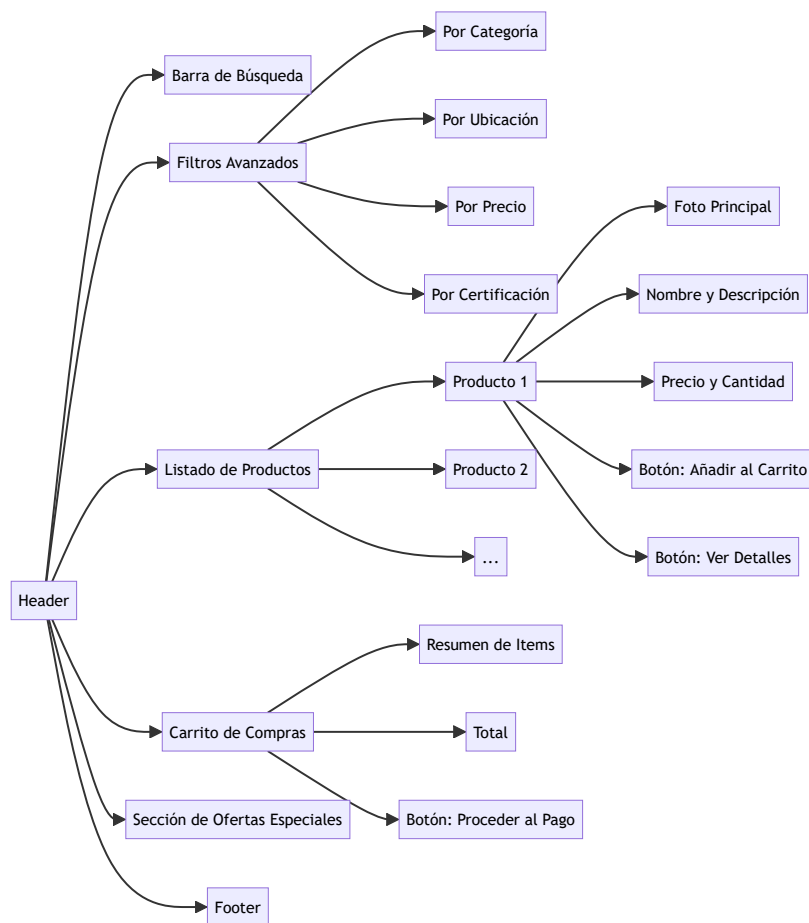 Por Categoría
Barra de Búsqueda
Por Ubicación
Filtros Avanzados
Por Precio
Foto Principal
Por Certificación
Nombre y Descripción
Producto 1
Precio y Cantidad
Listado de Productos
Producto 2
Botón: Añadir al Carrito
...
Botón: Ver Detalles
Header
Resumen de Items
Carrito de Compras
Total
Sección de Ofertas Especiales
Botón: Proceder al Pago
Footer